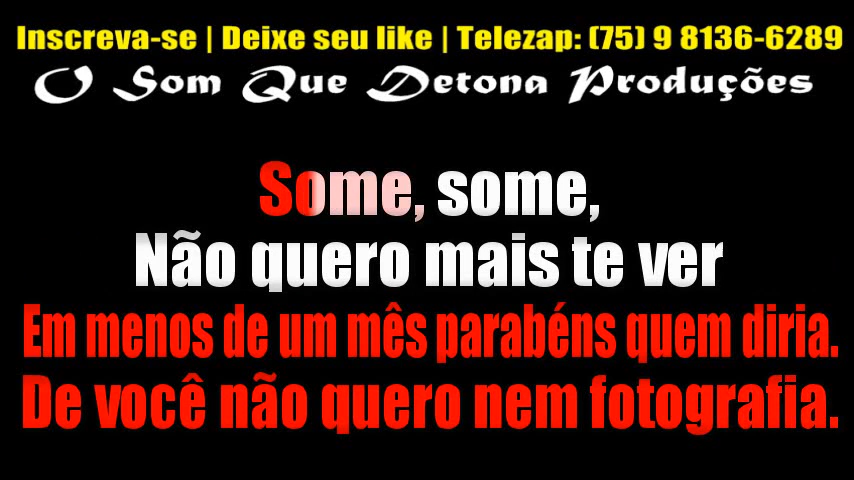 Inscreva-se | Deixe seu like | Telezap: (75) 9 8136-6289
O Som Que Detona Produções
Some, some,
Não quero mais te ver
Em menos de um mês parabéns quem diria.
De você não quero nem fotografia.